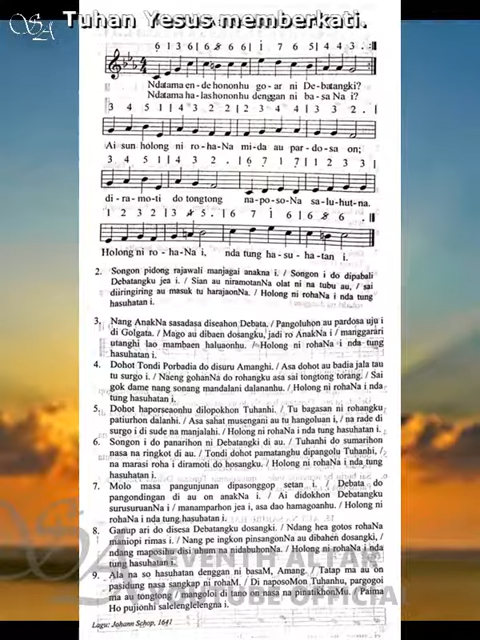 Tuhan Yesus memberkati.
6 1 3 6 | 6 8 6 6 | i 7 6 5 | 4 4 3 .
Ndatama en - de hononhu go - ar ni De - batangki?
Ndatama ha - las hononhu denggan ni ba - sa Na i?
3 4 5 1 | 4 3 2 2 | 3 4 2 1 | 3 3 2 .
Ai sun holong ni ro - ha - Na mi - da au par - do - sa on;
3 4 5 1 | 4 3 2 . | 6 7 1 7 | 1 2 3 3
di - ra - mo - ti do tongtong na - po - so - Na sa - lu - hut - na.
1 2 3 2 | 3 4 5 . | 6 7 i 6 | 6 8 6 .
Holong ni ro - ha - Na i, nda tung ha - su - ha - tan i.
2. Songon pidong rajawali manjagai anakna i. / Songon i do dipabali
Debatangku jea i. / Sian au niramotanNa olat ni na tubu au, / sai
diiringiring au masuk tu harajaonNa. / Holong ni rohaNa i nda tung
hasuhatan i.
3. Nang AnakNa sasadasa diseahon Debata. / Pangoluhon au pardosa uju i
di Golgata. / Mago au dibaen dosangku, jadi ro AnakNa i / manggarari
utanghi lao mambaen haluaonhu. / Holong ni rohaNa i nda tung
hasuhatan i.
4. Dohot Tondi Porbadia do disuru Amanghi. / Asa dohot au badia jala tau
tu surgo i. / Naeng gohanNa do rohangku asa sai tongtong torang. / Sai
gok dame nang sonang mandalani dalananhu. / Holong ni rohaNa i nda
tung hasuhatan i.
5. Dohot haporseaonhu dilopokhon Tuhanhi. / Tu bagasan ni rohangku
patiurhon dalanhi. / Asa sahat musengani au tu hangoluan i, / na rade di
surgo i di sude na manjalahi. / Holong ni rohaNa i nda tung hasuhatan i.
6. Songon i do panarihon ni Debatangki di au. / Tuhanhi do sumarihon
nasa na ringkot di au. / Tondi dohot pamatanghu dipangolu Tuhanhi, /
na marasi roha i diramoti do hosangku. / Holong ni rohaNa i nda tung
hasuhatan i.
7. Molo masa pangunjunan dipasonggop setan i. / Debata do
pangondingan di au on anakNa i. / Ai didokhon Debatangku
surusuruanNa i / manamparhon jea i, asa dao hamagoanhu. / Holong ni
rohaNa i nda tung hasuhatan i.
8. Ganup ari do disesa Debatangku dosangki. / Ndang hea gotos rohaNa
maniopi rimas i. / Nang pe ingkon pinsangonNa au dibahen dosangki, /
ndang maposihu disi uhum na nidabuhonNa. / Holong ni rohaNa i nda
tung hasuhatan i
9. Ala na so hasuhatan denggan ni basaM, Amang. / Tatap ma au on
pasidung nasa sangkap ni rohaM. / Di naposoMon Tuhanhu, pargogoi
ma au tongtong / mangoloi di tano on nasa na pinatikhonMu. / Paima
Ho pujionhi salelenglelengna i.
Lagu: Johann Schop, 1641